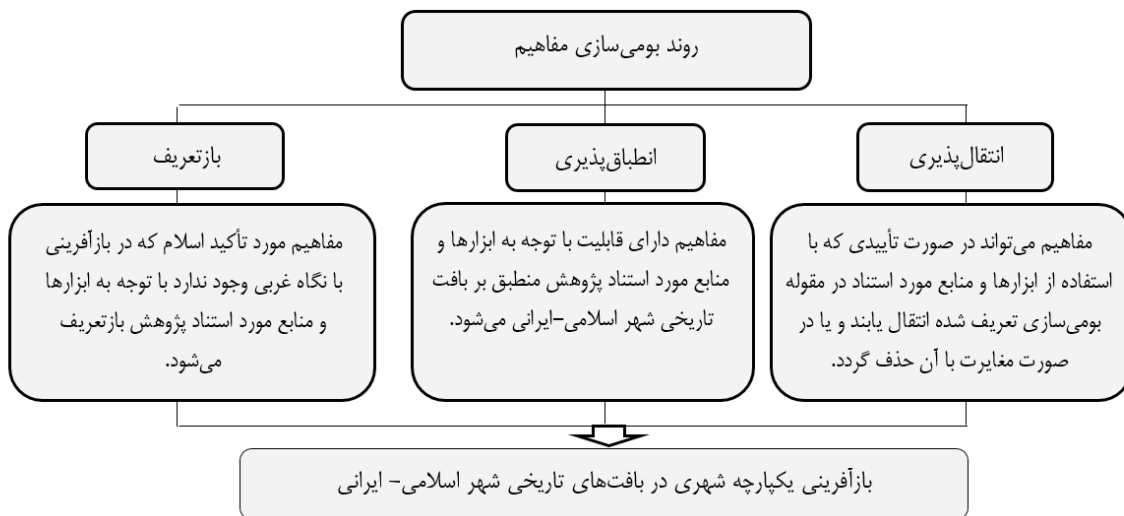 روند بومی‌سازی مفاهیم
انتقال‌پذیری
انطباق‌پذیری
بازتعریف
مفاهیم می‌تواند در صورت تأییدی که با
استفاده از ابزارها و منابع مورد استناد در مقوله
بومی‌سازی تعریف شده انتقال یابند و یا در
صورت مغایرت با آن حذف گردد.
مفاهیم دارای قابلیت با توجه به ابزارها و
منابع مورد استناد پژوهش منطبق بر بافت
تاریخی شهر اسلامی–ایرانی می‌شود.
مفاهیم مورد تأکید اسلام که در بازآفرینی
با نگاه غربی وجود ندارد با توجه به ابزارها
و منابع مورد استناد پژوهش بازتعریف
می‌شود.
بازآفرینی یکپارچه شهری در بافت‌های تاریخی شهر اسلامی– ایرانی